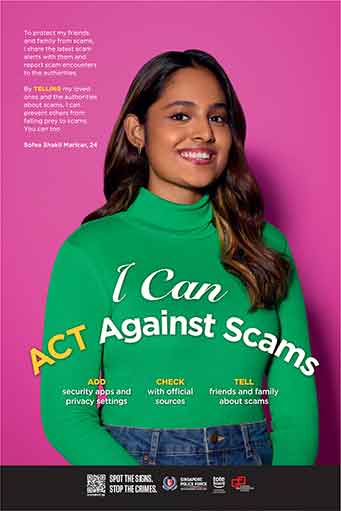 To protect my friends
and family from scams,
I share the latest scam
alerts with them and
report scam encounters
to the authorities.
By TELLING my loved
ones and the authorities
about scams, I can
prevent others from
falling prey to scams.
You can too.
Sofea Shakil Marican, 24
I Can
ACT Against Scams
ADD
security apps and
privacy settings
CHECK
with official
sources
TELL
friends and family
about scams
SPOT THE SIGNS.
STOP THE CRIMES.
SINGAPORE
POLICE FORCE
tote
board